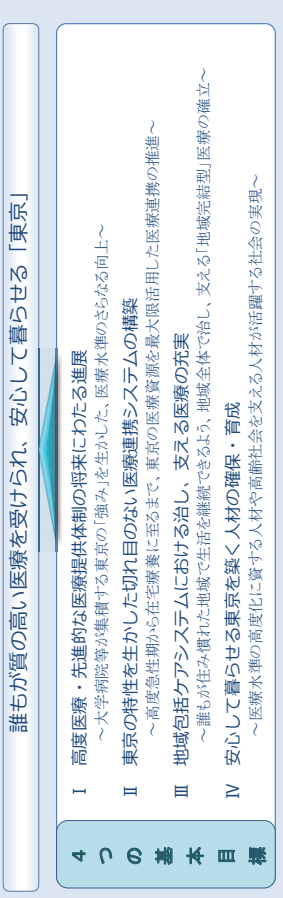 誰もが質の高い医療を受けられ、安心して暮らせる「東京」
4つの基本目標
Ⅰ 高度医療・先進的な医療提供体制の将来にわたる進展
～大学病院等が集積する東京の「強み」を生かした、医療水準のさらなる向上～
Ⅱ 東京の特性を生かした切れ目のない医療連携システムの構築
～高度急性期から在宅療養に至るまで、東京の医療資源を最大限活用した医療連携の推進～
Ⅲ 地域包括ケアシステムにおける治し、支える医療の充実
～誰もが住み慣れた地域で生活を継続できるよう、地域全体で治し、支える「地域完結型」医療の確立～
Ⅳ 安心して暮らせる東京を築く人材の確保・育成
～医療水準の高度化に資する人材や高齢社会を支える人材が活躍する社会の実現～